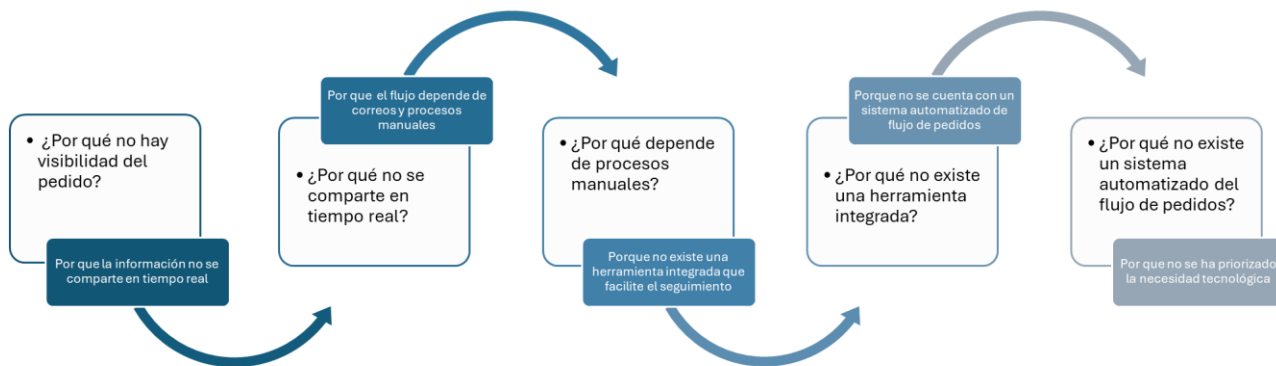 • ¿Por qué no hay
visibilidad del
pedido?
Por que la información no se
comparte en tiempo real
Por que el flujo depende de
correos y procesos
manuales
• ¿Por qué no se
comparte en
tiempo real?
• ¿Por qué depende
de procesos
manuales?
Porque no existe una
herramienta integrada que
facilite el seguimiento
Porque no se cuenta con un
sistema automatizado de
flujo de pedidos
• ¿Por qué no existe
una herramienta
integrada?
• ¿Por qué no existe
un sistema
automatizado del
flujo de pedidos?
Por que no se ha priorizado
la necesidad tecnológica